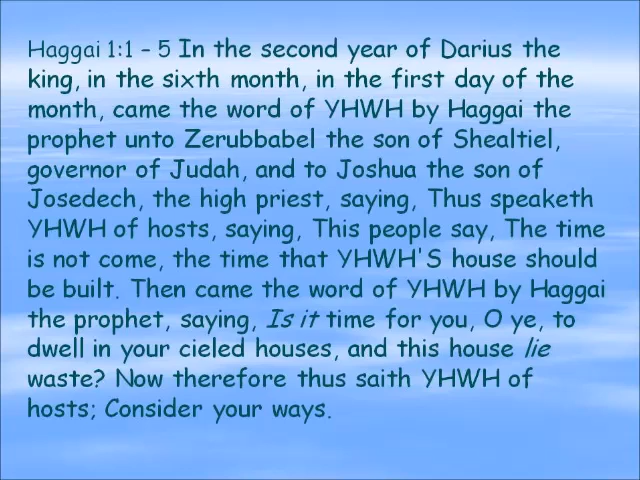 Haggai 1:1 – 5 In the second year of Darius the
king, in the sixth month, in the first day of the
month, came the word of YHWH by Haggai the
prophet unto Zerubbabel the son of Shealtiel,
governor of Judah, and to Joshua the son of
Josedech, the high priest, saying, Thus speaketh
YHWH of hosts, saying, This people say, The time
is not come, the time that YHWH'S house should
be built. Then came the word of YHWH by Haggai
the prophet, saying, Is it time for you, O ye, to
dwell in your cieled houses, and this house lie
waste? Now therefore thus saith YHWH of
hosts; Consider your ways.